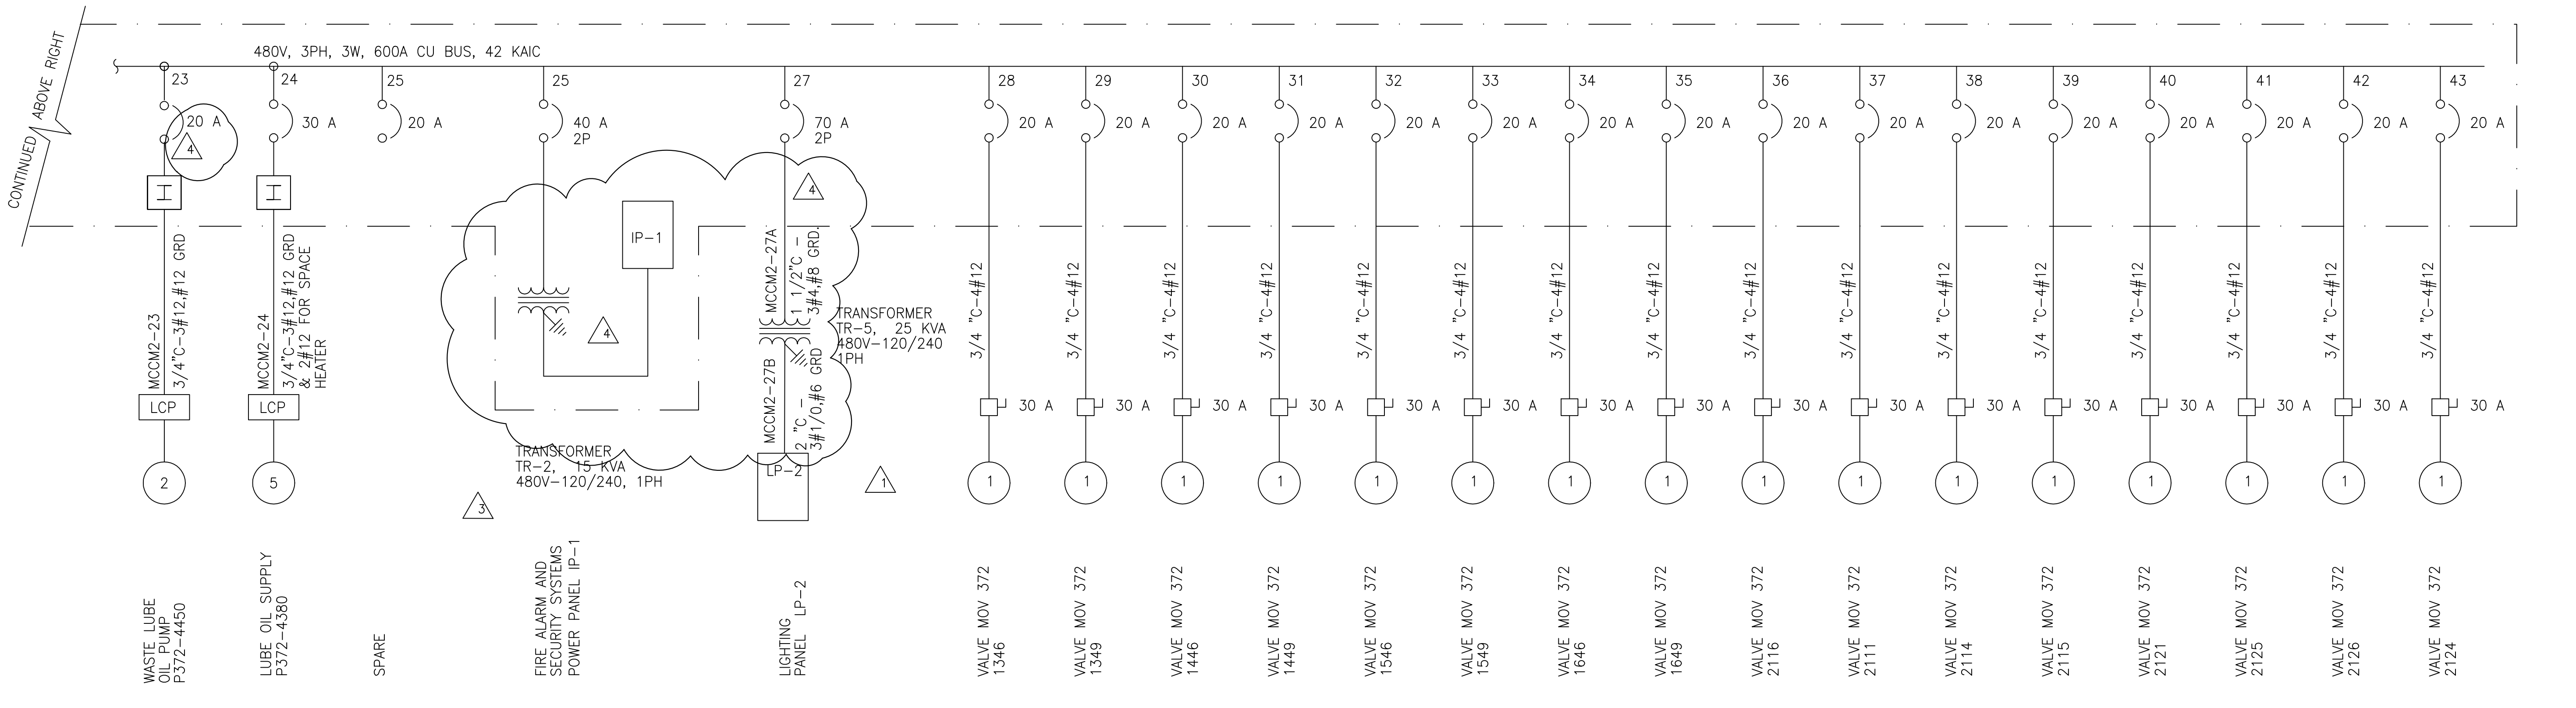 CONTINUED ABOVE RIGHT
480V, 3PH, 3W, 600A CU BUS, 42 KAIC
23
20 A
4
MCCM2-23
3/4"C-3#12,#12 GRD
LCP
2
WASTE LUBE
OIL PUMP
P372-4450
24
30 A
MCCM2-24
3/4"C-3#12,#12 GRD
& 2#12 FOR SPACE
HEATER
LCP
5
LUBE OIL SUPPLY
P372-4380
25
20 A
SPARE
25
40 A
2P
IP-1
4
TRANSFORMER
TR-2, 15 KVA
480V-120/240, 1PH
3
FIRE ALARM AND
SECURITY SYSTEMS
POWER PANEL IP-1
27
70 A
2P
4
MCCM2-27A
1 1/2"C -
3#4,#8 GRD.
TRANSFORMER
TR-5, 25 KVA
480V-120/240
1PH
MCCM2-27B
2 "C -
3#1/0,#6 GRD
LP-2
1
LIGHTING
PANEL LP-2
28
20 A
3/4 "C-4#12
30 A
1
VALVE MOV 372
1346
29
20 A
3/4 "C-4#12
30 A
1
VALVE MOV 372
1349
30
20 A
3/4 "C-4#12
30 A
1
VALVE MOV 372
1446
31
20 A
3/4 "C-4#12
30 A
1
VALVE MOV 372
1449
32
20 A
3/4 "C-4#12
30 A
1
VALVE MOV 372
1546
33
20 A
3/4 "C-4#12
30 A
1
VALVE MOV 372
1549
34
20 A
3/4 "C-4#12
30 A
1
VALVE MOV 372
1646
35
20 A
3/4 "C-4#12
30 A
1
VALVE MOV 372
1649
36
20 A
3/4 "C-4#12
30 A
1
VALVE MOV 372
2116
37
20 A
3/4 "C-4#12
30 A
1
VALVE MOV 372
2111
38
20 A
3/4 "C-4#12
30 A
1
VALVE MOV 372
2114
39
20 A
3/4 "C-4#12
30 A
1
VALVE MOV 372
2115
40
20 A
3/4 "C-4#12
30 A
1
VALVE MOV 372
2121
41
20 A
3/4 "C-4#12
30 A
1
VALVE MOV 372
2125
42
20 A
3/4 "C-4#12
30 A
1
VALVE MOV 372
2126
43
20 A
3/4 "C-4#12
30 A
1
VALVE MOV 372
2124